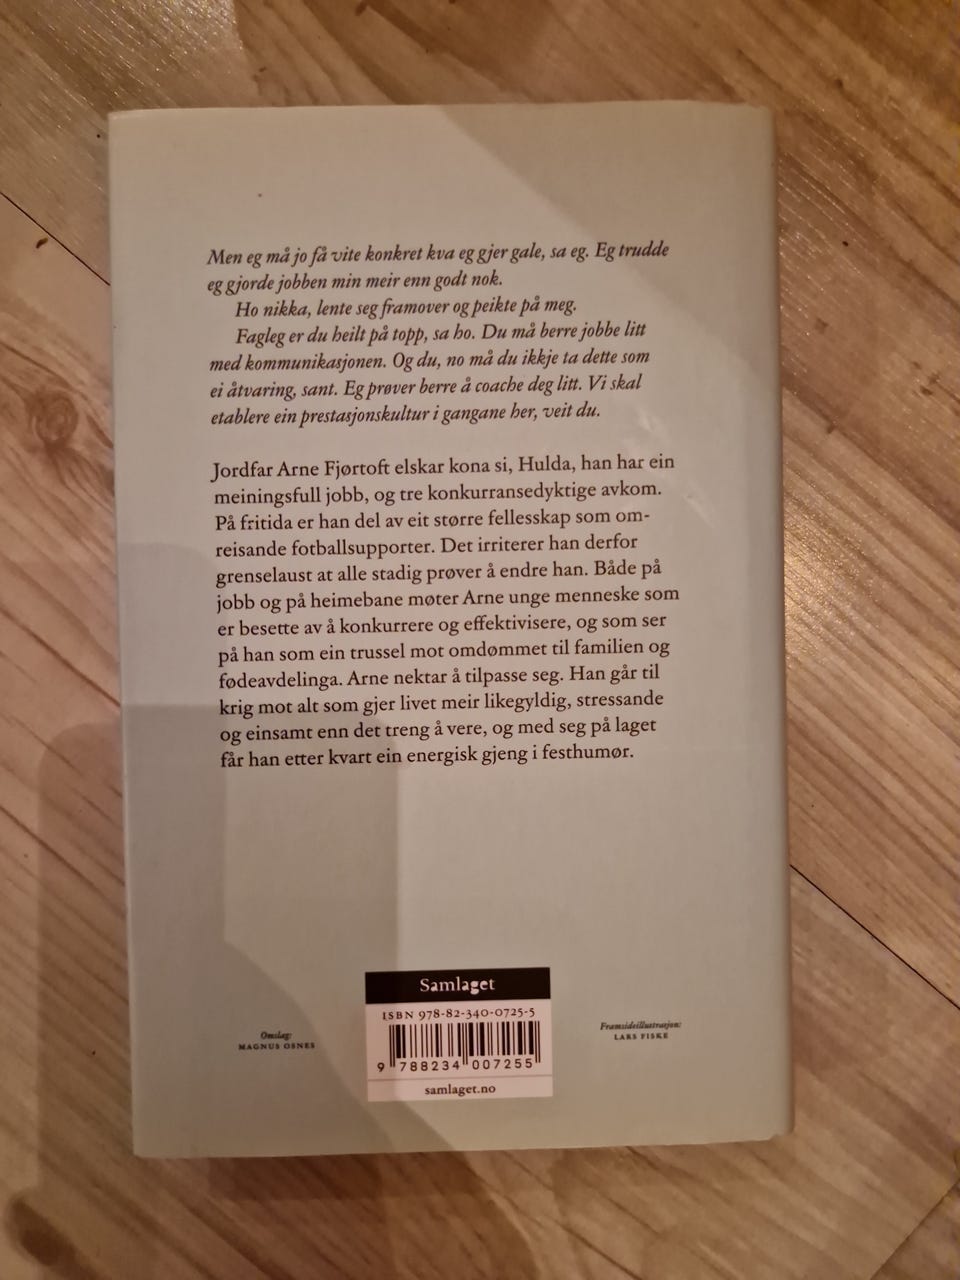 Men eg må jo få vite konkret kva eg gjer gale, sa eg. Eg trudde
eg gjorde jobben min meir enn godt nok.
Ho nikka, lente seg framover og peikte på meg.
Fagleg er du heilt på topp, sa ho. Du må berre jobbe litt
med kommunikasjonen. Og du, no må du ikkje ta dette som
ei åtvaring, sant. Eg prøver berre å coache deg litt. Vi skal
etablere ein prestasjonskultur i gangane her, veit du.
Jordfar Arne Fjørtoft elskar kona si, Hulda, han har ein
meiningsfull jobb, og tre konkurransedyktige avkom.
På fritida er han del av eit større fellesskap som om-
reisande fotballsupporter. Det irriterer han derfor
grenselaust at alle stadig prøver å endre han. Både på
jobb og på heimebane møter Arne unge menneske som
er besette av å konkurrere og effektivisere, og som ser
på han som ein trussel mot omdømmet til familien og
fødeavdelinga. Arne nektar å tilpasse seg. Han går til
krig mot alt som gjer livet meir likegyldig, stressande
og einsamt enn det treng å vere, og med seg på laget
får han etter kvart ein energisk gjeng i festhumør.
Samlaget
ISBN 978-82-340-0725-5
9 788234 007255
samlaget.no
Omslag:
MAGNUS OSNES
Framsideillustrasjon:
LARS FISKE